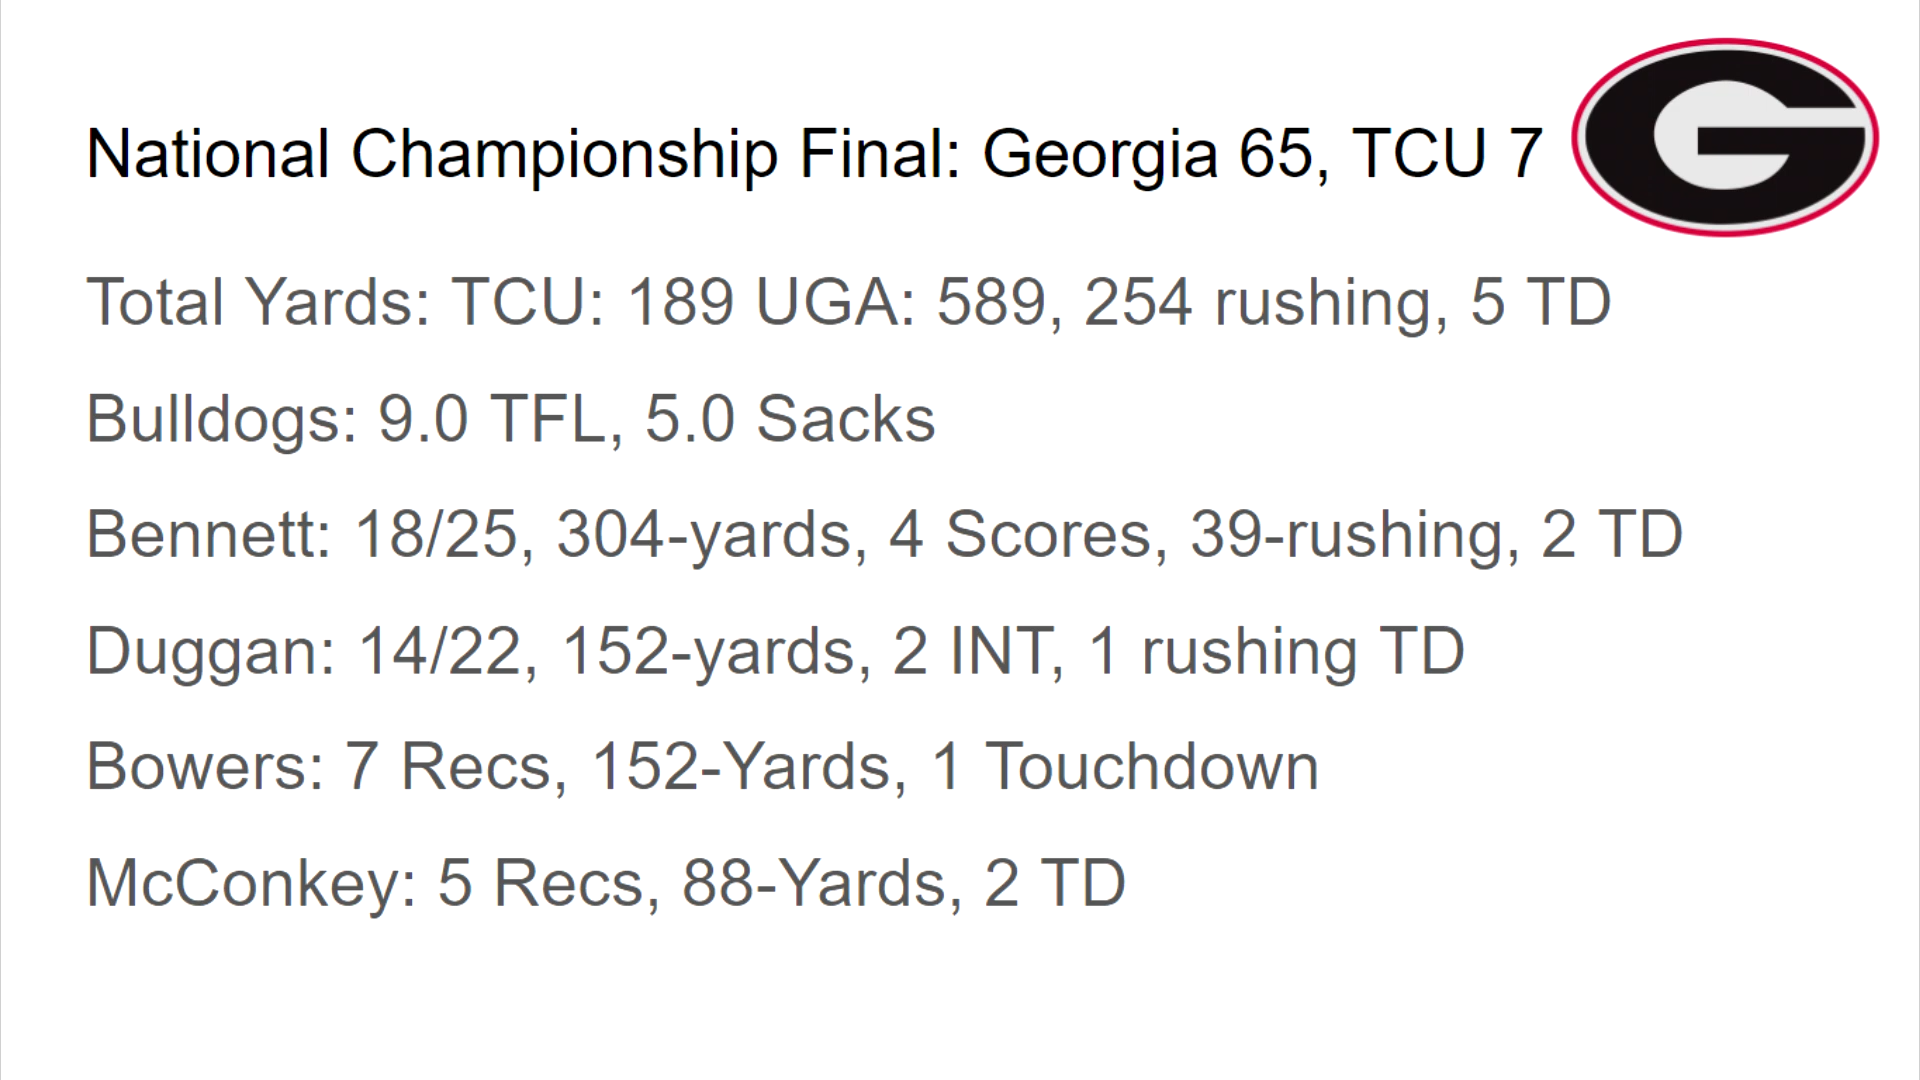 National Championship Final: Georgia 65, TCU 7
Total Yards: TCU: 189 UGA: 589, 254 rushing, 5 TD
Bulldogs: 9.0 TFL, 5.0 Sacks
Bennett: 18/25, 304-yards, 4 Scores, 39-rushing, 2 TD
Duggan: 14/22, 152-yards, 2 INT, 1 rushing TD
Bowers: 7 Recs, 152-Yards, 1 Touchdown
McConkey: 5 Recs, 88-Yards, 2 TD
G